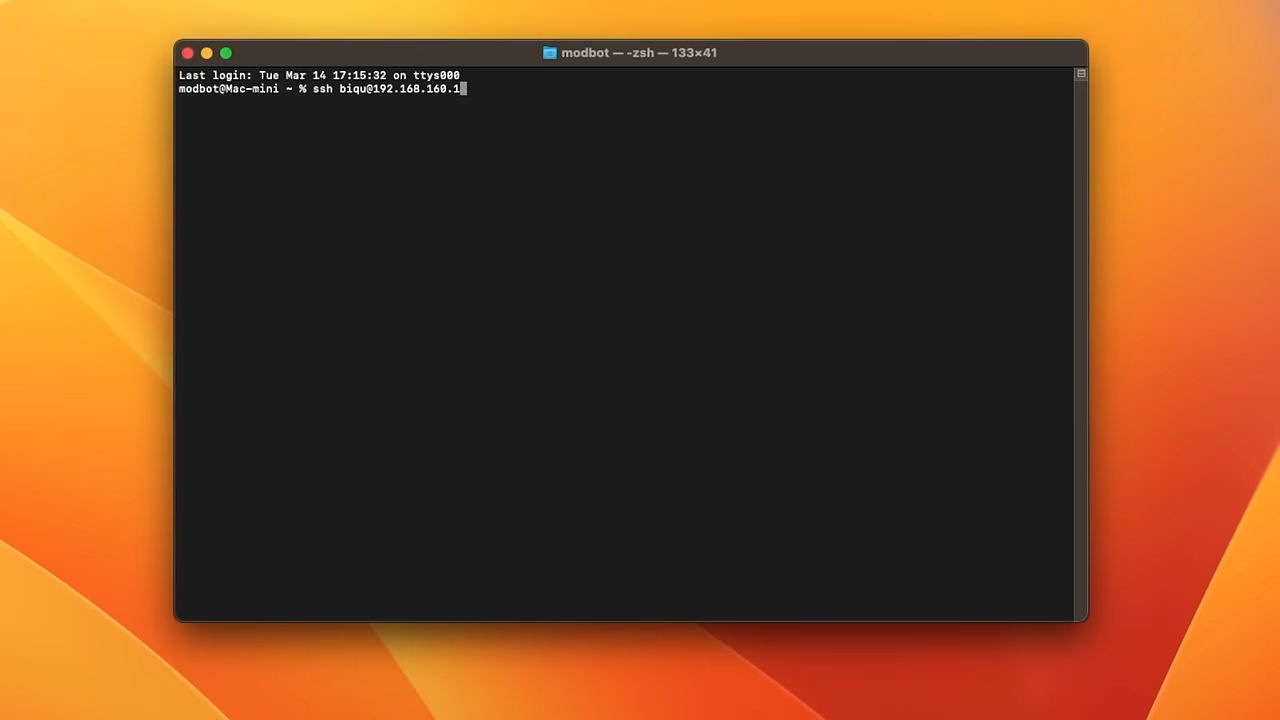 modbot — -zsh — 133×41
Last login: Tue Mar 14 17:15:32 on ttys000
modbot@Mac-mini ~ % ssh biqu@192.168.160.1